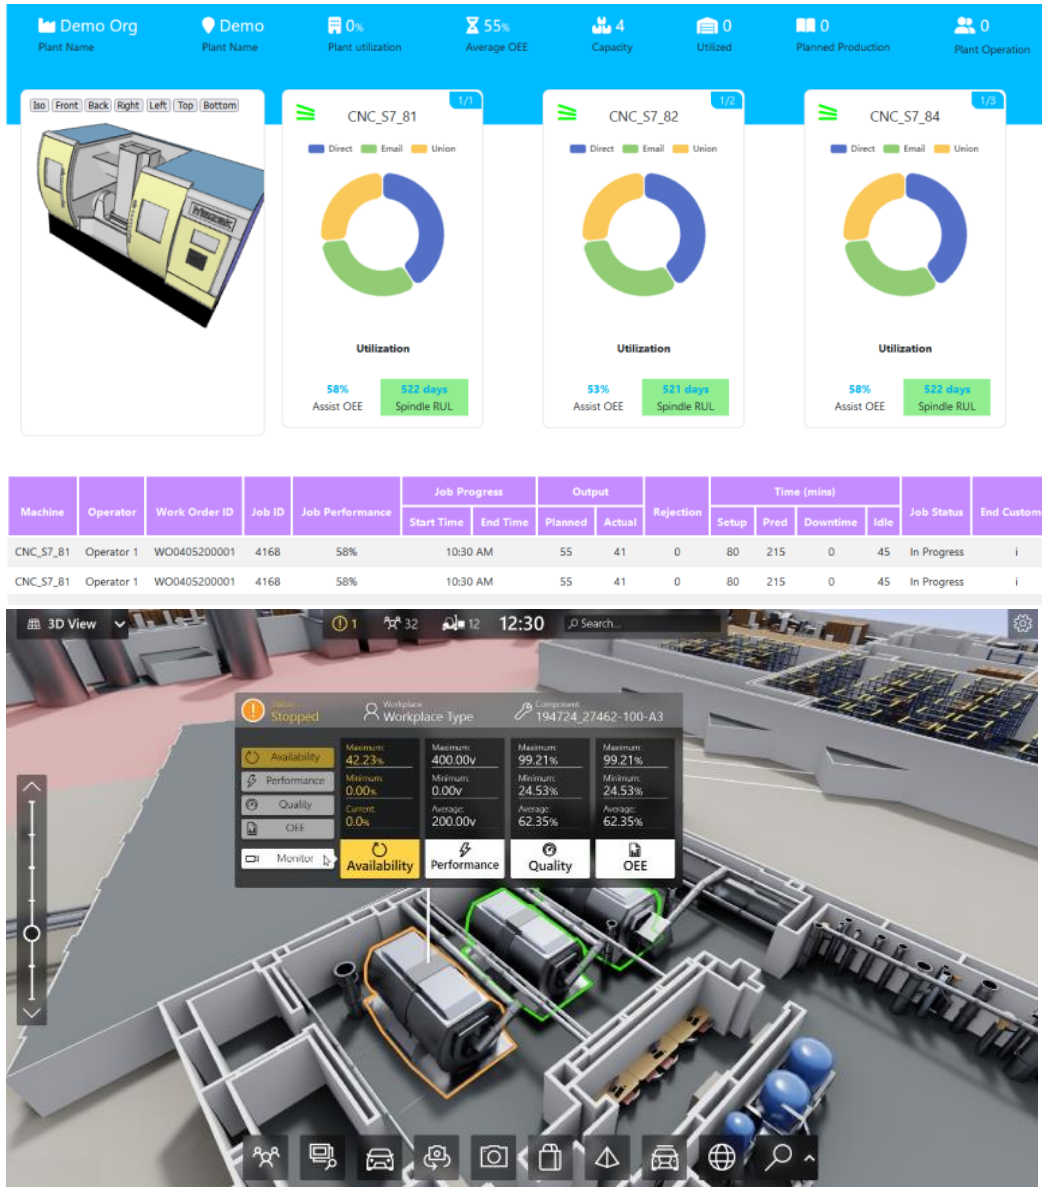 Demo Org Demo 0% 55% 4 0 0 0
Plant Name Plant Name Plant utilization Average OEE Capacity Utilized Planned Production Plant Operation
Iso Front Back Right Left Top Bottom
Mazak
1/1
CNC_S7_81
Direct Email Union
Utilization
58% 522 days
Assist OEE Spindle RUL
1/2
CNC_S7_82
Direct Email Union
Utilization
53% 521 days
Assist OEE Spindle RUL
1/3
CNC_S7_84
Direct Email Union
Utilization
58% 522 days
Assist OEE Spindle RUL
Job Progress Output Time (mins)
Machine Operator Work Order ID Job ID Job Performance Rejection Job Status End Custom
Start Time End Time Planned Actual Setup Pred Downtime Idle
CNC_S7_81 Operator 1 WO0405200001 4168 58% 10:30 AM 55 41 0 80 215 0 45 In Progress i
CNC_S7_81 Operator 1 WO0405200001 4168 58% 10:30 AM 55 41 0 80 215 0 45 In Progress i
3D View 1 32 12 12:30 Search...
Status Workplace Component
Stopped Workplace Type 194724_27462-100-A3
Availability
Performance
Quality
OEE
Monitor
Maximum: Maximum: Maximum: Maximum:
42.23% 400.00v 99.21% 99.21%
Minimum: Minimum: Minimum: Minimum:
0.00% 0.00v 24.53% 24.53%
Current: Average: Average: Average:
0.0% 200.00v 62.35% 62.35%
Availability Performance Quality OEE